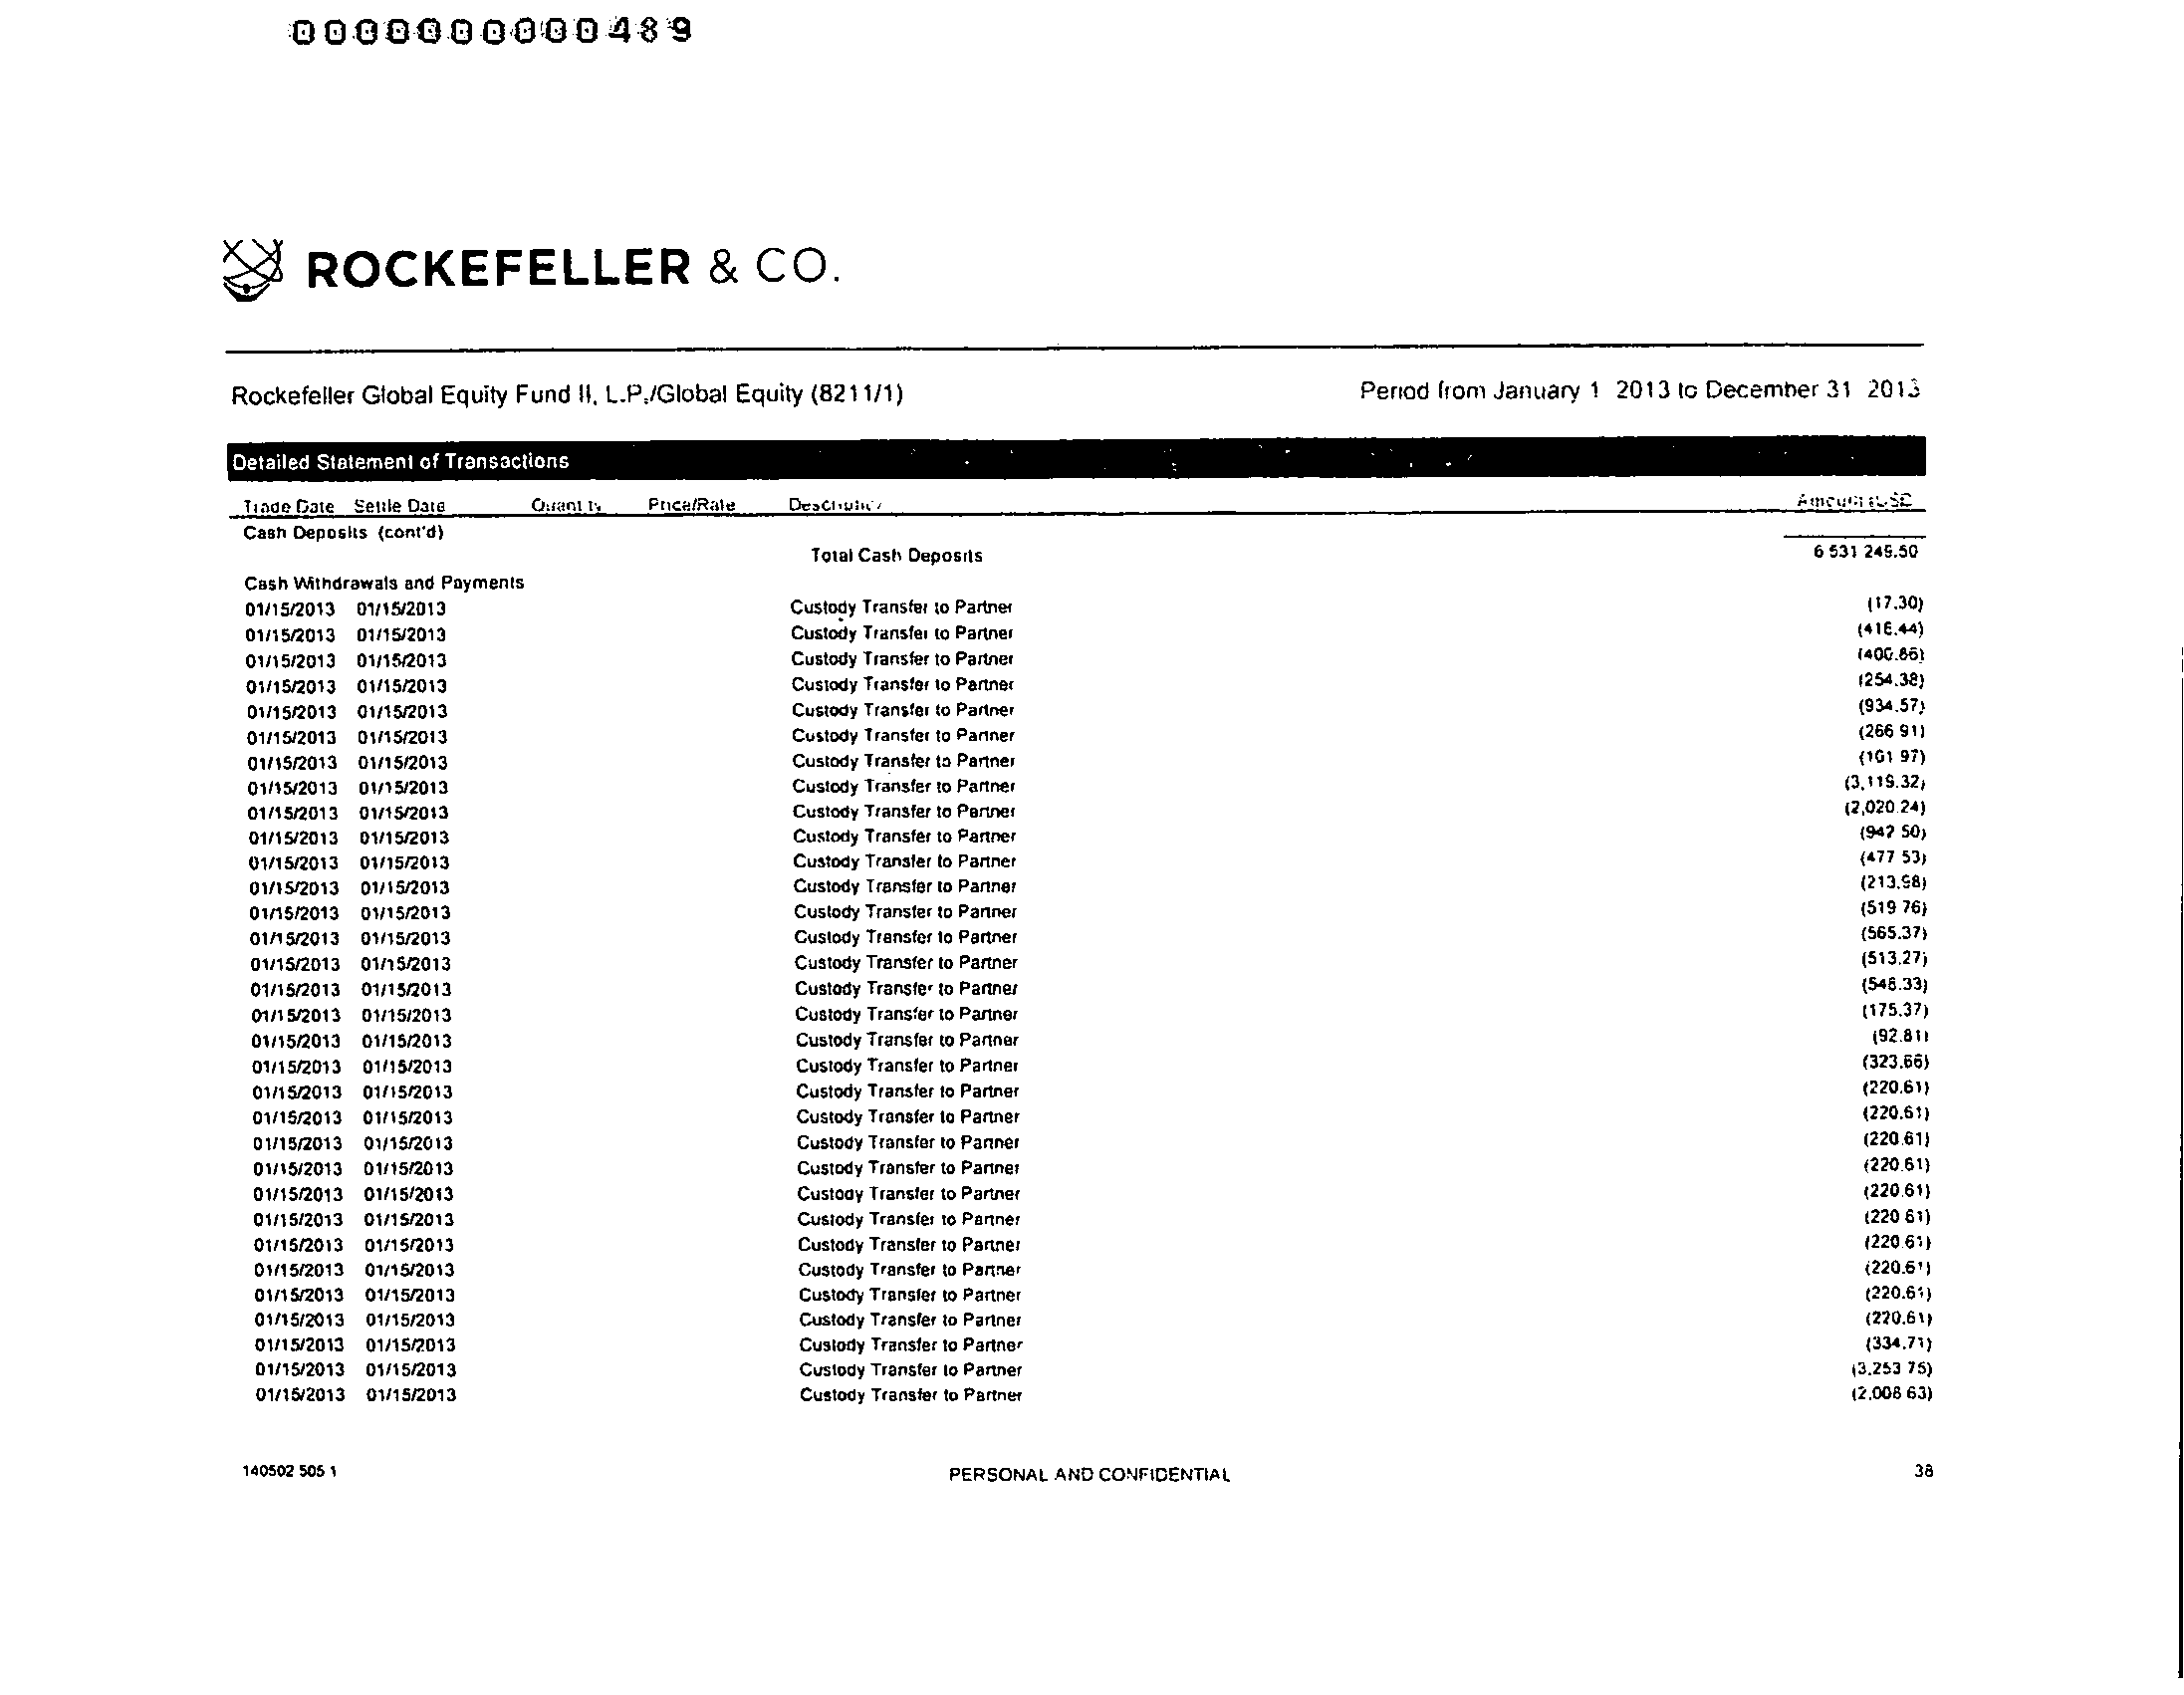 0000000000489
ROCKEFELLER & CO.
Rockefeller Global Equity Fund II, L.P./Global Equity (8211/1) Period from January 1 2013 to December 31 2013
Detailed Statement of Transactions
Trade Date Settle Date Quantity Price/Rate Description Amount USD
Cash Deposits (cont'd)
Total Cash Deposits 6 531 249.50
Cash Withdrawals and Payments
01/15/2013 01/15/2013 Custody Transfer to Partner (17.30)
01/15/2013 01/15/2013 Custody Transfer to Partner (416.44)
01/15/2013 01/15/2013 Custody Transfer to Partner (400.86)
01/15/2013 01/15/2013 Custody Transfer to Partner (254.38)
01/15/2013 01/15/2013 Custody Transfer to Partner (934.57)
01/15/2013 01/15/2013 Custody Transfer to Partner (266 91)
01/15/2013 01/15/2013 Custody Transfer to Partner (101 97)
01/15/2013 01/15/2013 Custody Transfer to Partner (3,119.32)
01/15/2013 01/15/2013 Custody Transfer to Partner (2,020.24)
01/15/2013 01/15/2013 Custody Transfer to Partner (942 50)
01/15/2013 01/15/2013 Custody Transfer to Partner (477 53)
01/15/2013 01/15/2013 Custody Transfer to Partner (213.98)
01/15/2013 01/15/2013 Custody Transfer to Partner (519 76)
01/15/2013 01/15/2013 Custody Transfer to Partner (565.37)
01/15/2013 01/15/2013 Custody Transfer to Partner (513.27)
01/15/2013 01/15/2013 Custody Transfer to Partner (548.33)
01/15/2013 01/15/2013 Custody Transfer to Partner (175.37)
01/15/2013 01/15/2013 Custody Transfer to Partner (92.81)
01/15/2013 01/15/2013 Custody Transfer to Partner (323.66)
01/15/2013 01/15/2013 Custody Transfer to Partner (220.61)
01/15/2013 01/15/2013 Custody Transfer to Partner (220.61)
01/15/2013 01/15/2013 Custody Transfer to Partner (220.61)
01/15/2013 01/15/2013 Custody Transfer to Partner (220.61)
01/15/2013 01/15/2013 Custody Transfer to Partner (220.61)
01/15/2013 01/15/2013 Custody Transfer to Partner (220 61)
01/15/2013 01/15/2013 Custody Transfer to Partner (220.61)
01/15/2013 01/15/2013 Custody Transfer to Partner (220.61)
01/15/2013 01/15/2013 Custody Transfer to Partner (220.61)
01/15/2013 01/15/2013 Custody Transfer to Partner (220.61)
01/15/2013 01/15/2013 Custody Transfer to Partner (334.71)
01/15/2013 01/15/2013 Custody Transfer to Partner (3.253 75)
01/15/2013 01/15/2013 Custody Transfer to Partner (2,008 63)
140502 505 1 PERSONAL AND CONFIDENTIAL 38